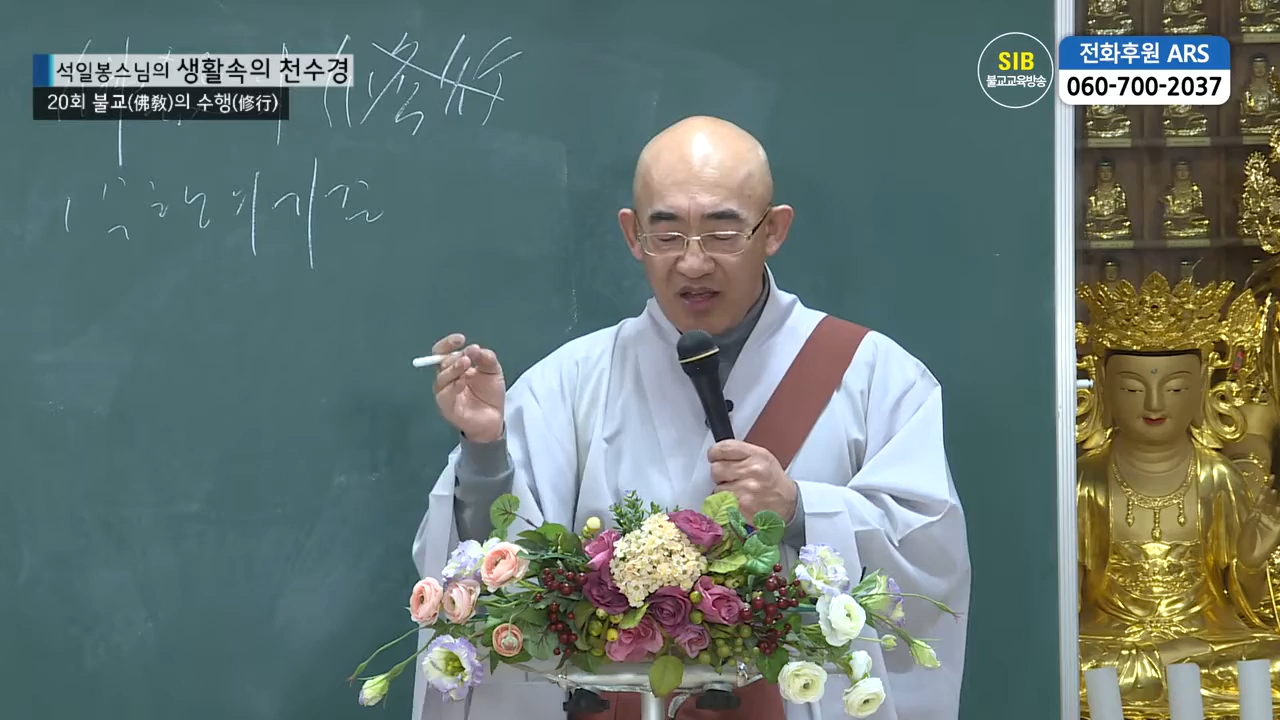 석일봉스님의 생활속의 천수경
20회 불교(佛敎)의 수행(修行)
SIB
불교교육방송
전화후원 ARS
060-700-2037